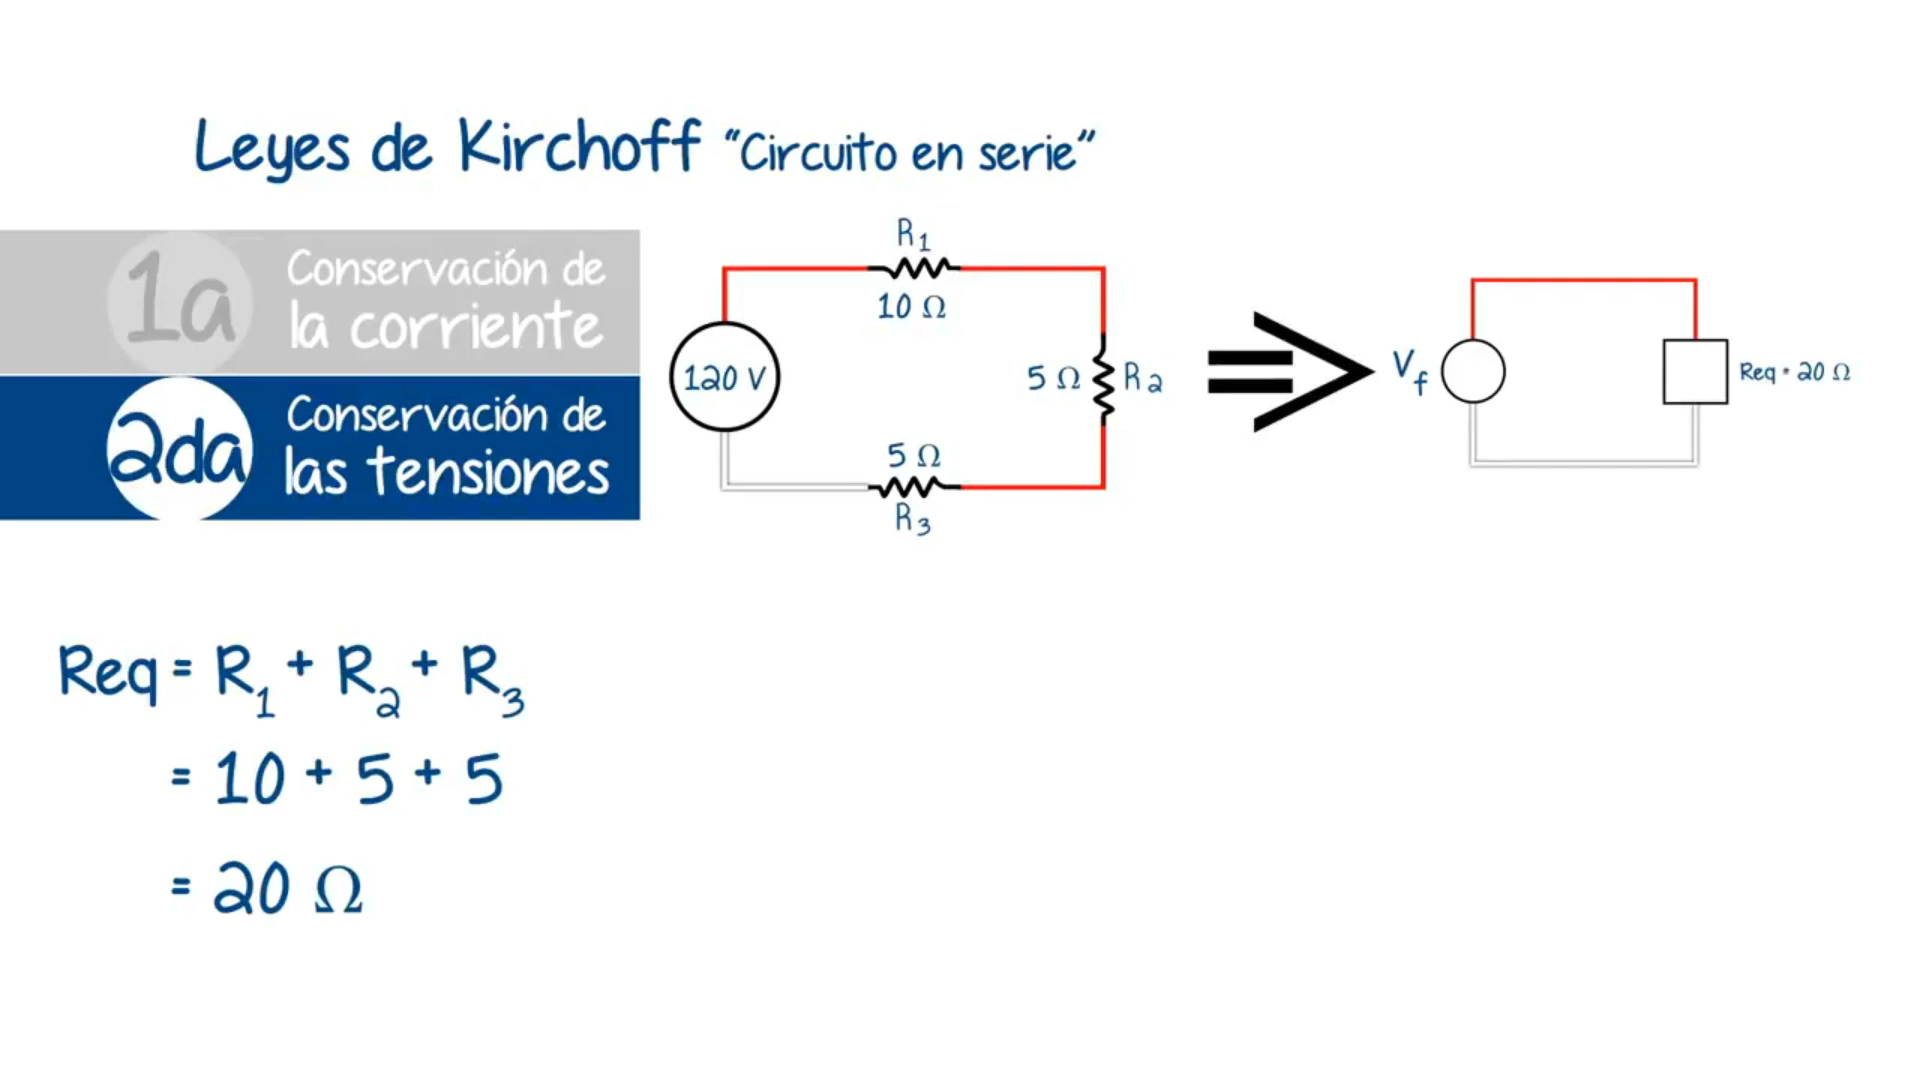 Leyes de Kirchoff “Circuito en serie”
1a
Conservación de
la corriente
2da
Conservación de
las tensiones
R1
10 Ω
120 V
5 Ω
R2
5 Ω
R3
Vf
Req = 20 Ω
Req = R1 + R2 + R3
= 10 + 5 + 5
= 20 Ω